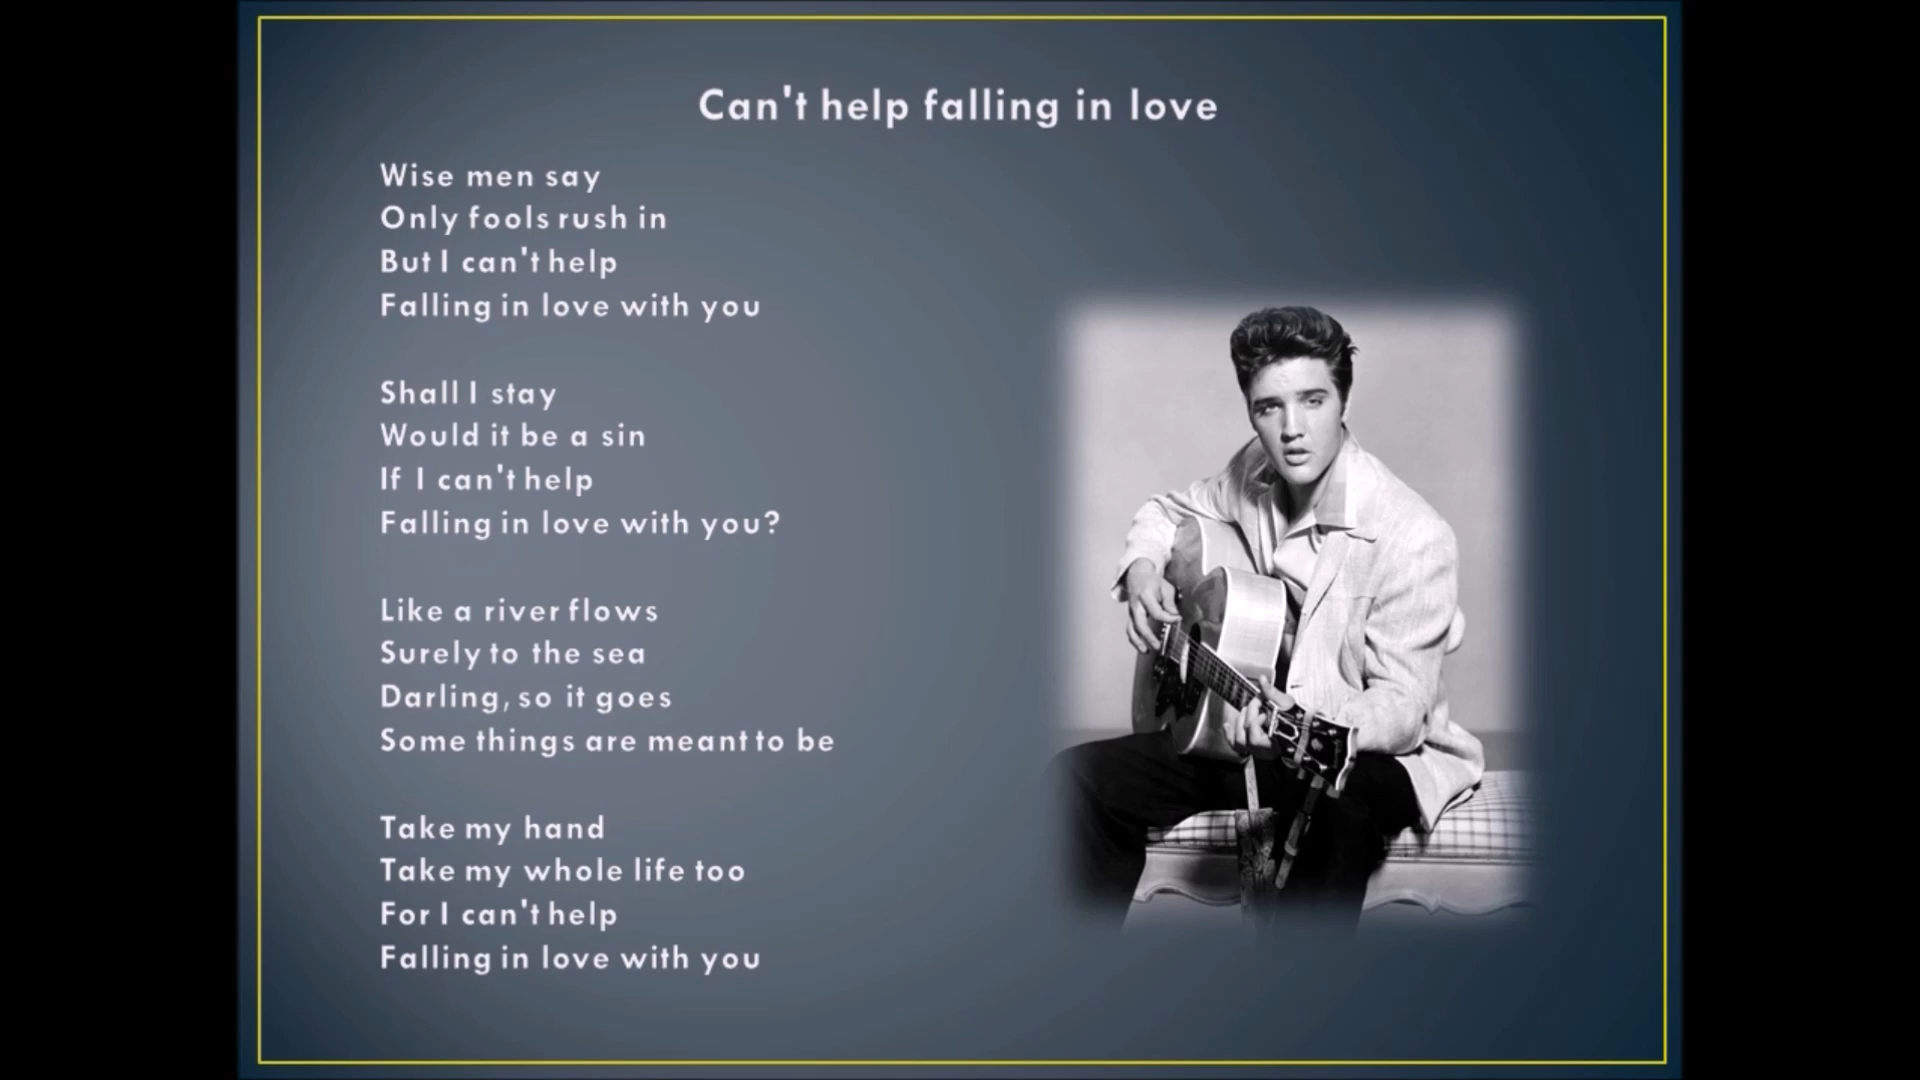 Can't help falling in love
Wise men say
Only fools rush in
But I can't help
Falling in love with you
Shall I stay
Would it be a sin
If I can't help
Falling in love with you?
Like a river flows
Surely to the sea
Darling, so it goes
Some things are meant to be
Take my hand
Take my whole life too
For I can't help
Falling in love with you